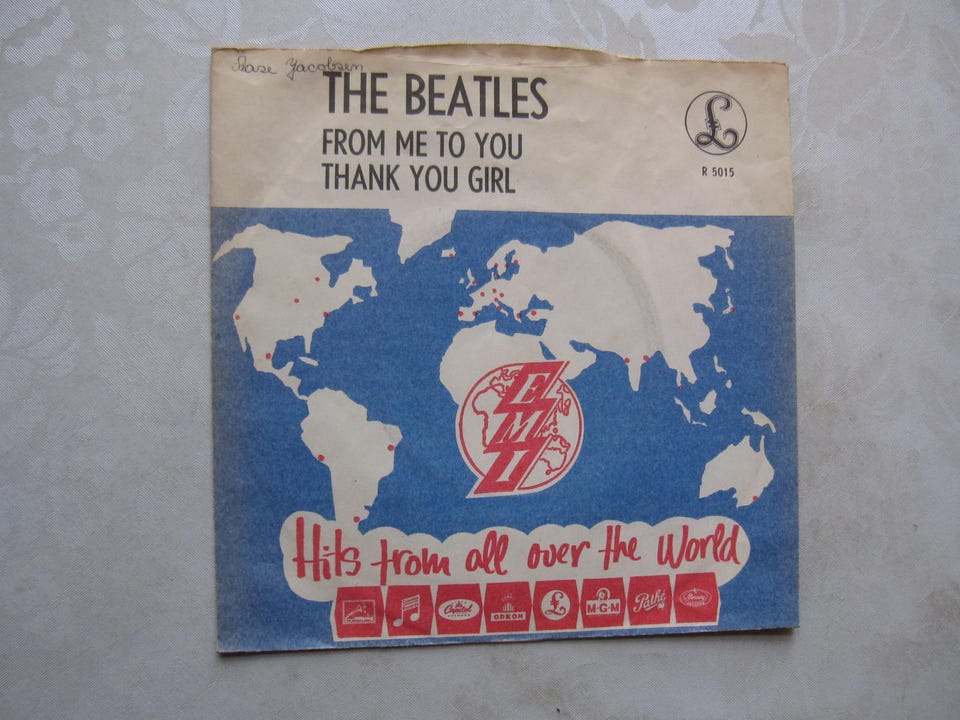 Jacobsen
THE BEATLES
FROM ME TO YOU
THANK YOU GIRL
£
R 5015
EMI
Hits from all over the World
Capitol
ODEON
£
M-G-M
Pathé
Mercury